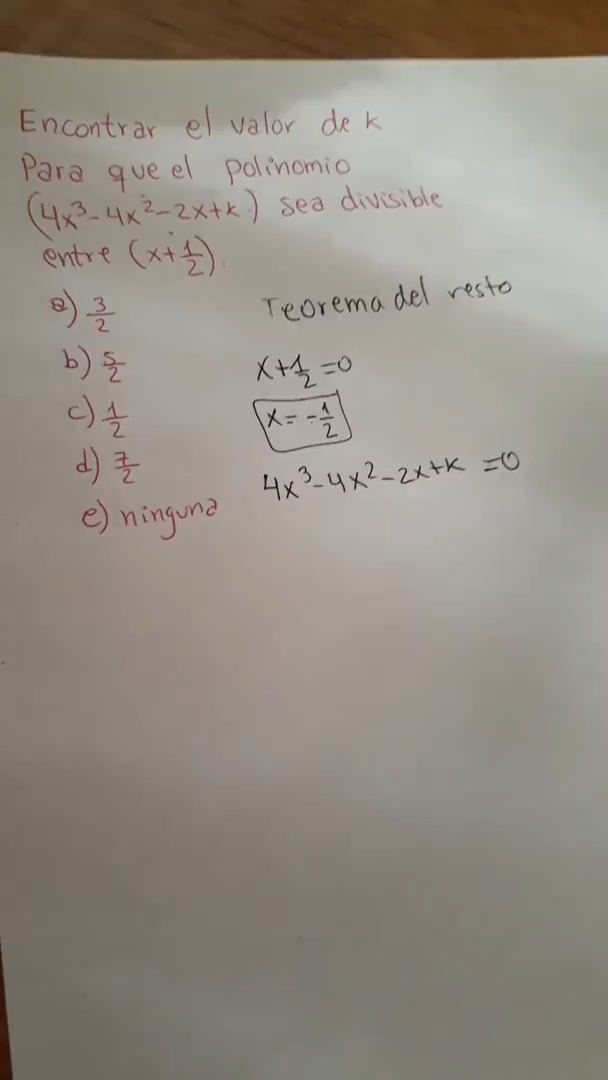 Encontrar el valor de k
Para que el polinomio
(4x³-4x²-2x+k) sea divisible
entre (x+1/2).
a) 3/2
Teorema del resto
b) 5/2
x+1/2=0
c) 1/2
x=-1/2
d) 7/2
4x³-4x²-2x+k=0
e) ninguna